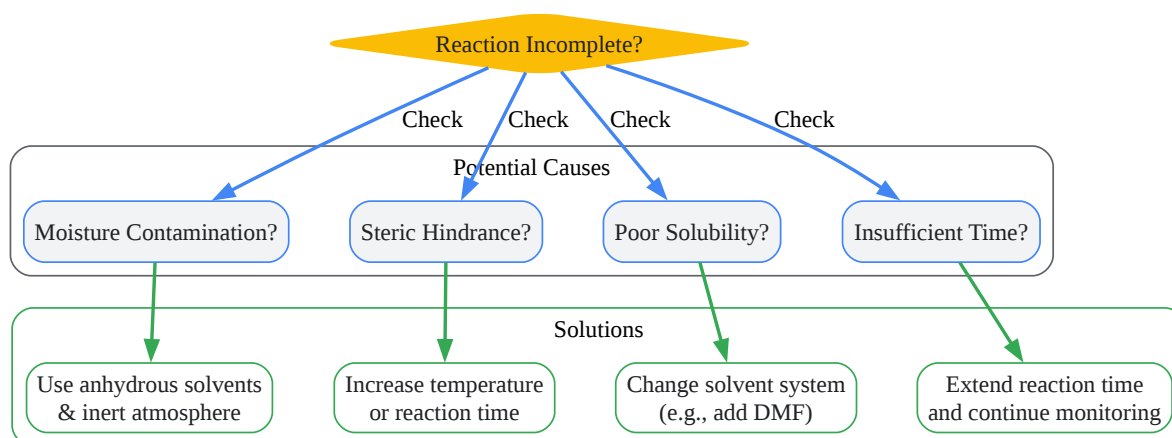 Reaction Incomplete?
Check
Check
Check
Check
Potential Causes
Moisture Contamination?
Steric Hindrance?
Poor Solubility?
Insufficient Time?
Solutions
Use anhydrous solvents
& inert atmosphere
Increase temperature
or reaction time
Change solvent system
(e.g., add DMF)
Extend reaction time
and continue monitoring